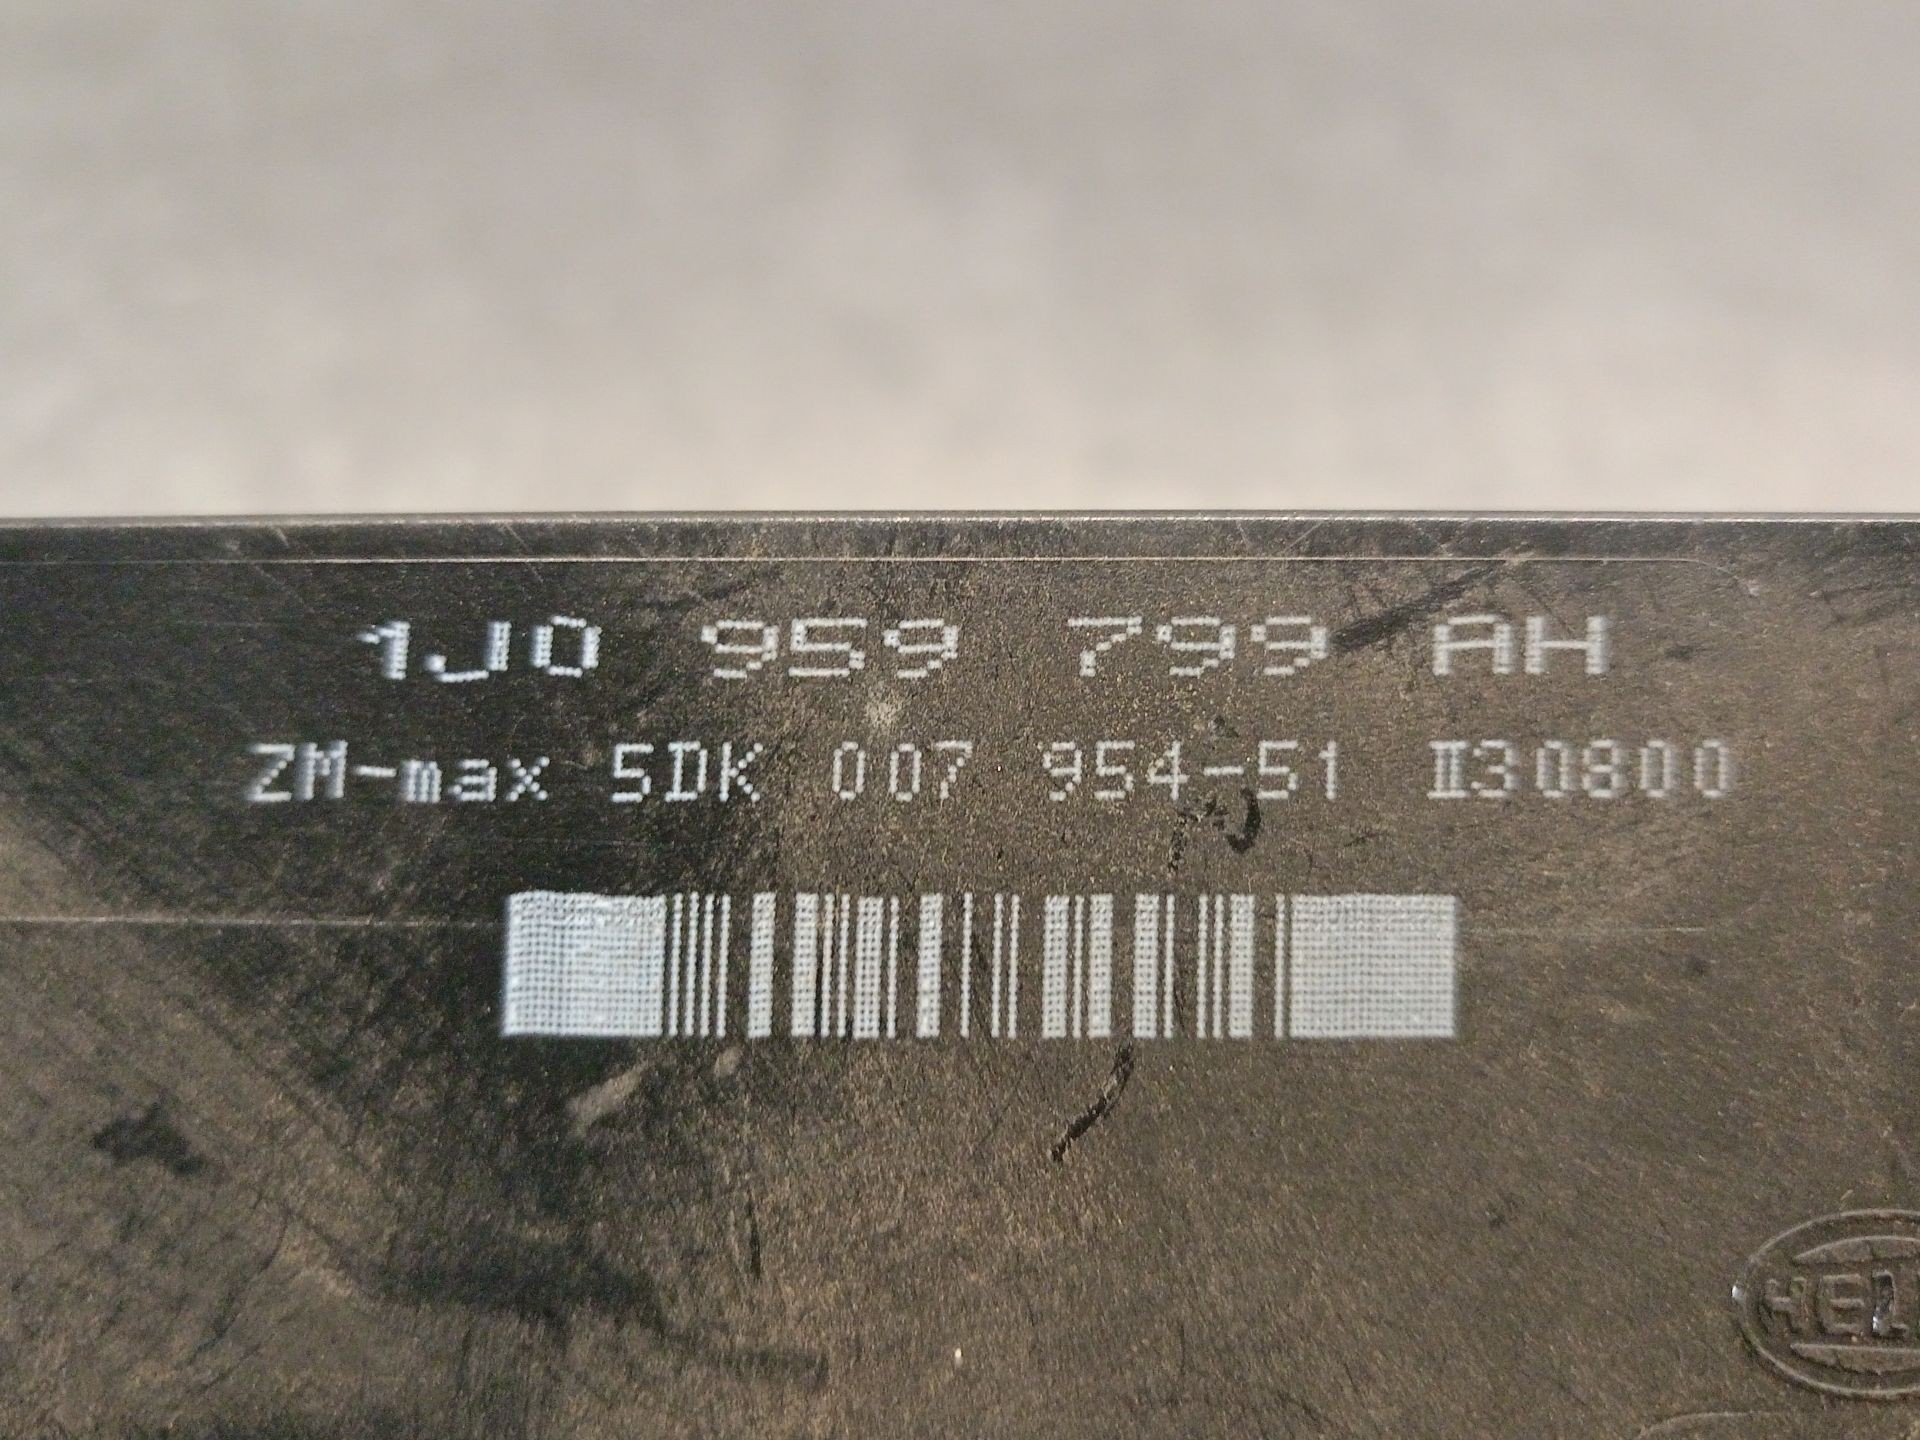 1J0 959 799 AH
ZM-max 5DK 007 954-51 II30800